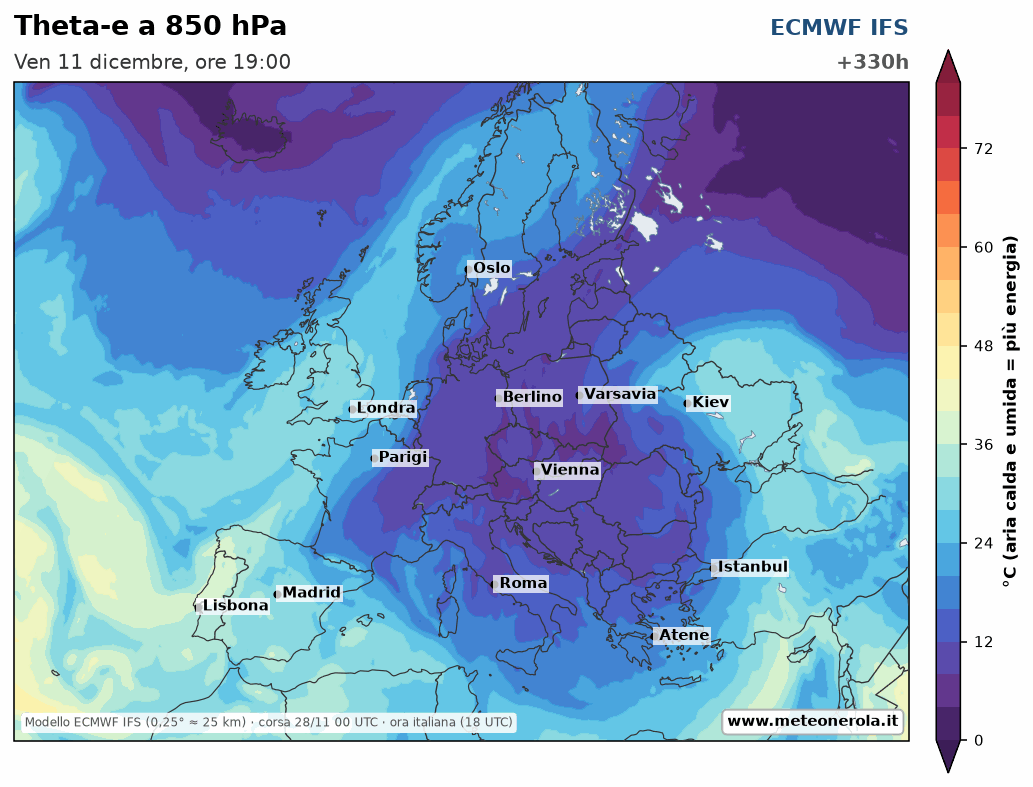 Theta-e a 850 hPa
ECMWF IFS
Ven 11 dicembre, ore 19:00
+330h
Oslo
Berlino
Varsavia
Kiev
Londra
Parigi
Vienna
Istanbul
Roma
Madrid
Lisbona
Atene
Modello ECMWF IFS (0,25° ≈ 25 km) · corsa 28/11 00 UTC · ora italiana (18 UTC)
www.meteonerola.it
72
60
48
36
24
12
0
°C (aria calda e umida = più energia)